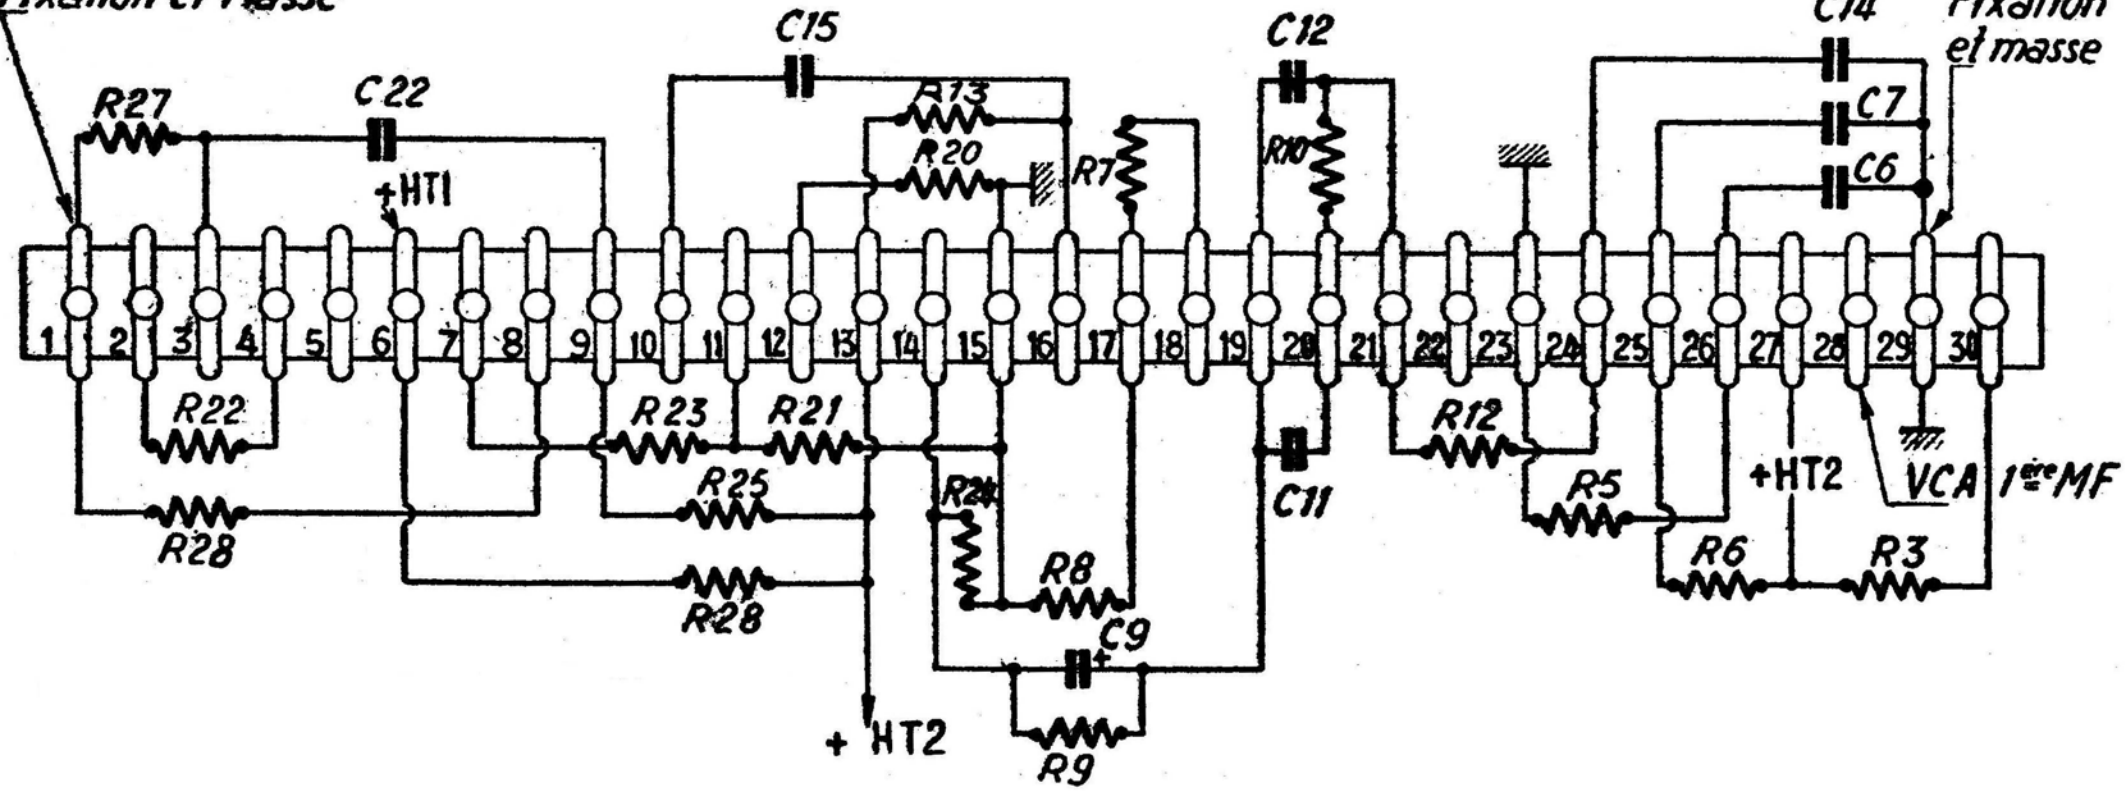 Fixation et Masse
C15
C12
C14
Fixation
et masse
R27
C22
R13
C7
+HT1
R20
R7
R10
C6
1 2 3 4 5 6 7 8 9 10 11 12 13 14 15 16 17 18 19 20 21 22 23 24 25 26 27 28 29 30
R22
R23
R21
R12
R25
R24
C11
R5
+HT2
VCA 1ère MF
R28
R8
R6
R3
R28
C9
+
+ HT2
R9